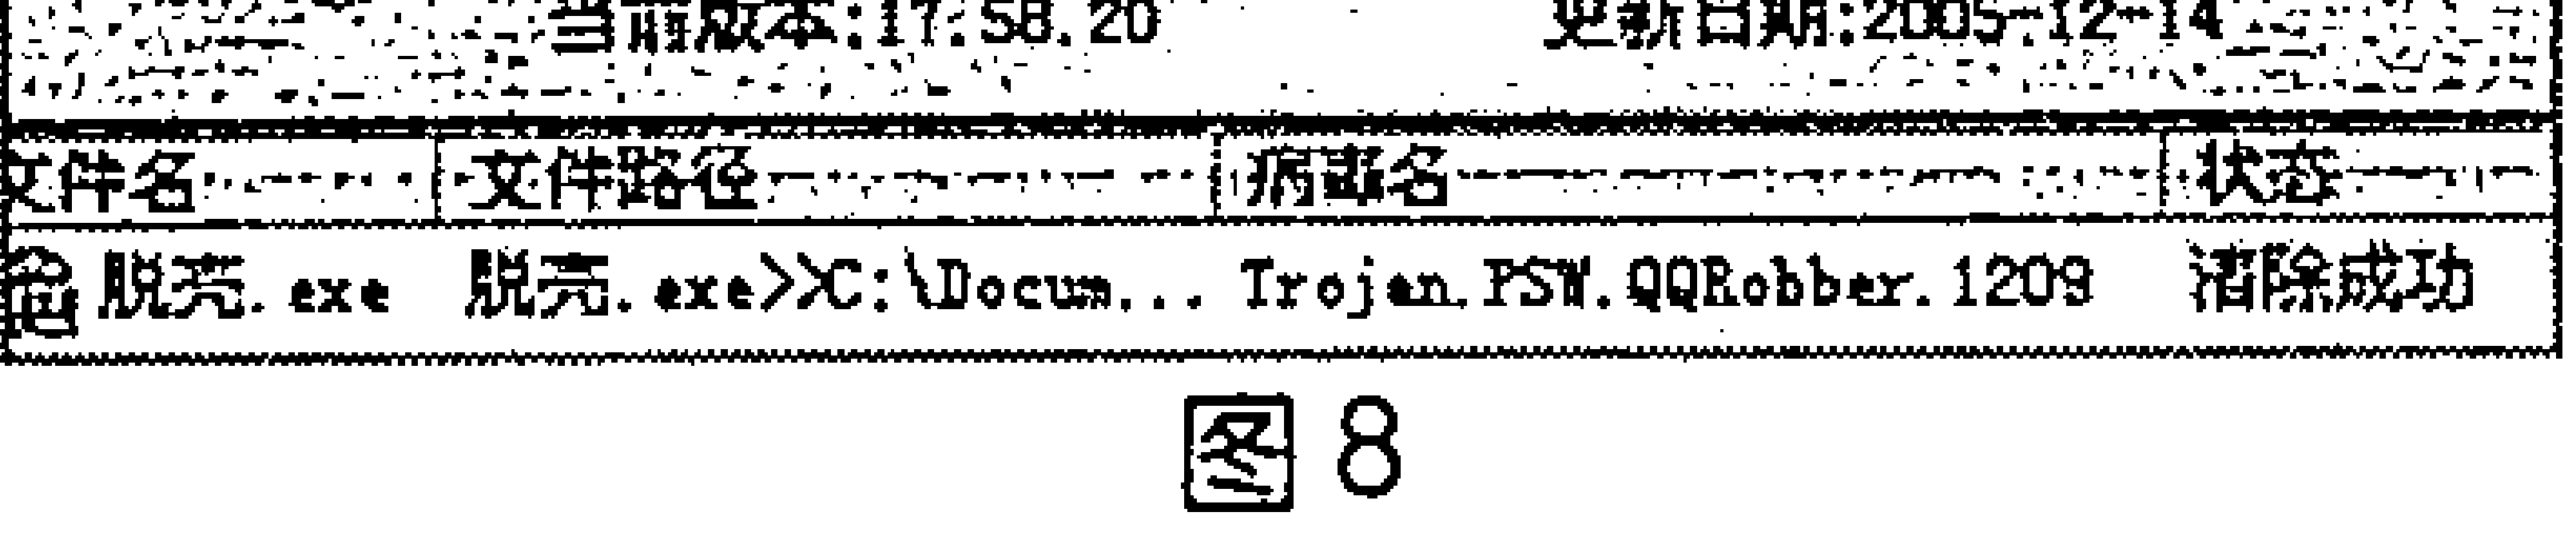 当前版本:17.58.20 更新日期:2005-12-14
文件名 文件路径 病毒名 状态
脱壳.exe 脱壳.exe>>C:\Docum... Trojan.PSW.QQRobber.1209 清除成功
图 8